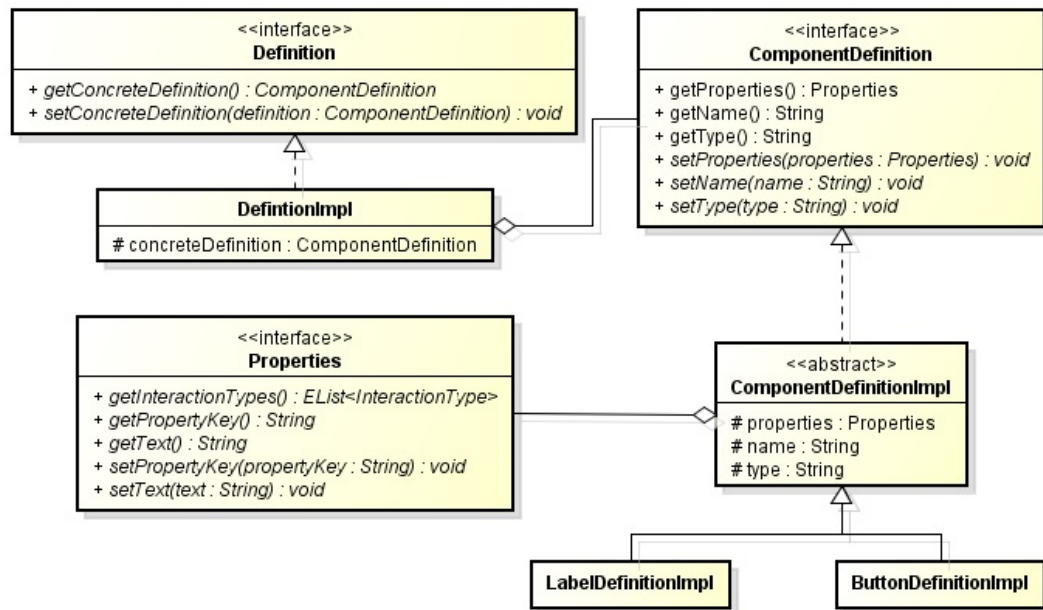 <<interface>>
Definition
+ getConcreteDefinition() : ComponentDefinition
+ setConcreteDefinition(definition : ComponentDefinition) : void
<<interface>>
ComponentDefinition
+ getProperties() : Properties
+ getName() : String
+ getType() : String
+ setProperties(properties : Properties) : void
+ setName(name : String) : void
+ setType(type : String) : void
DefintionImpl
# concreteDefinition : ComponentDefinition
<<interface>>
Properties
+ getInteractionTypes() : EList<InteractionType>
+ getPropertyKey() : String
+ getText() : String
+ setPropertyKey(propertyKey : String) : void
+ setText(text : String) : void
<<abstract>>
ComponentDefinitionImpl
# properties : Properties
# name : String
# type : String
LabelDefinitionImpl
ButtonDefinitionImpl